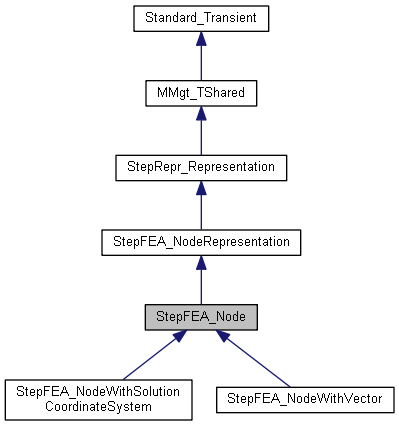 Standard_Transient
MMgt_TShared
StepRepr_Representation
StepFEA_NodeRepresentation
StepFEA_Node
StepFEA_NodeWithSolution
CoordinateSystem
StepFEA_NodeWithVector